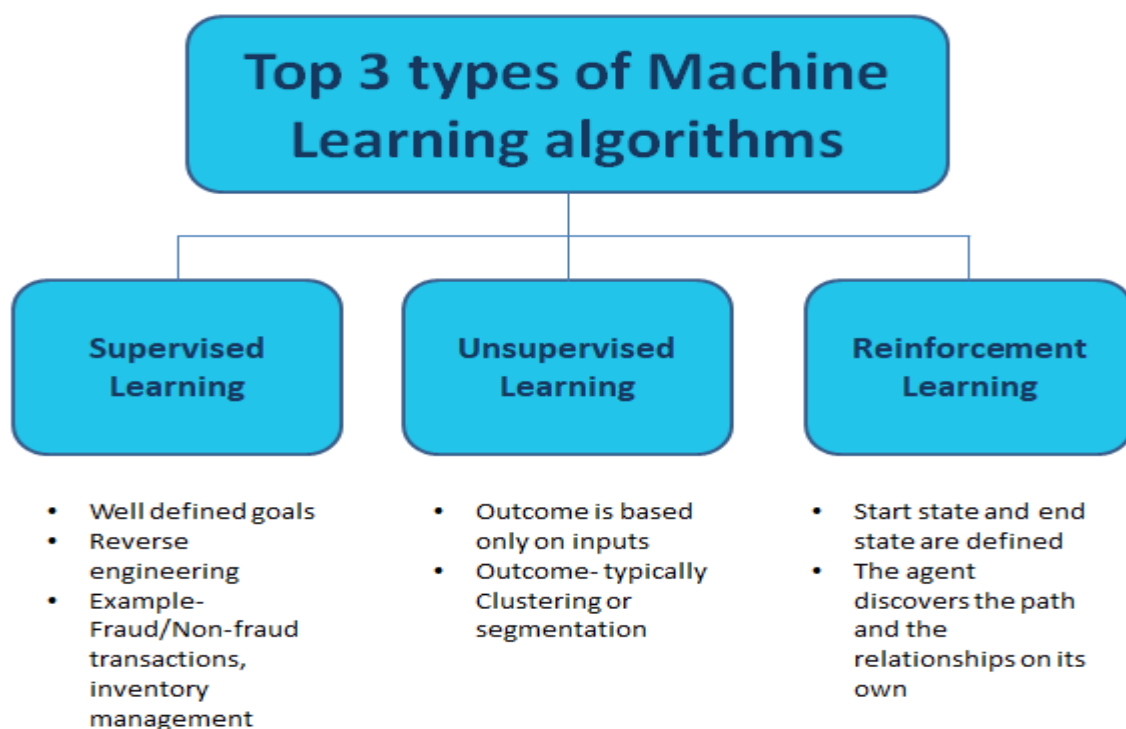 Top 3 types of Machine
Learning algorithms
Supervised
Learning
• Well defined goals
• Reverse
engineering
• Example-
Fraud/Non-fraud
transactions,
inventory
management
Unsupervised
Learning
• Outcome is based
only on inputs
• Outcome- typically
Clustering or
segmentation
Reinforcement
Learning
• Start state and end
state are defined
• The agent
discovers the path
and the
relationships on its
own